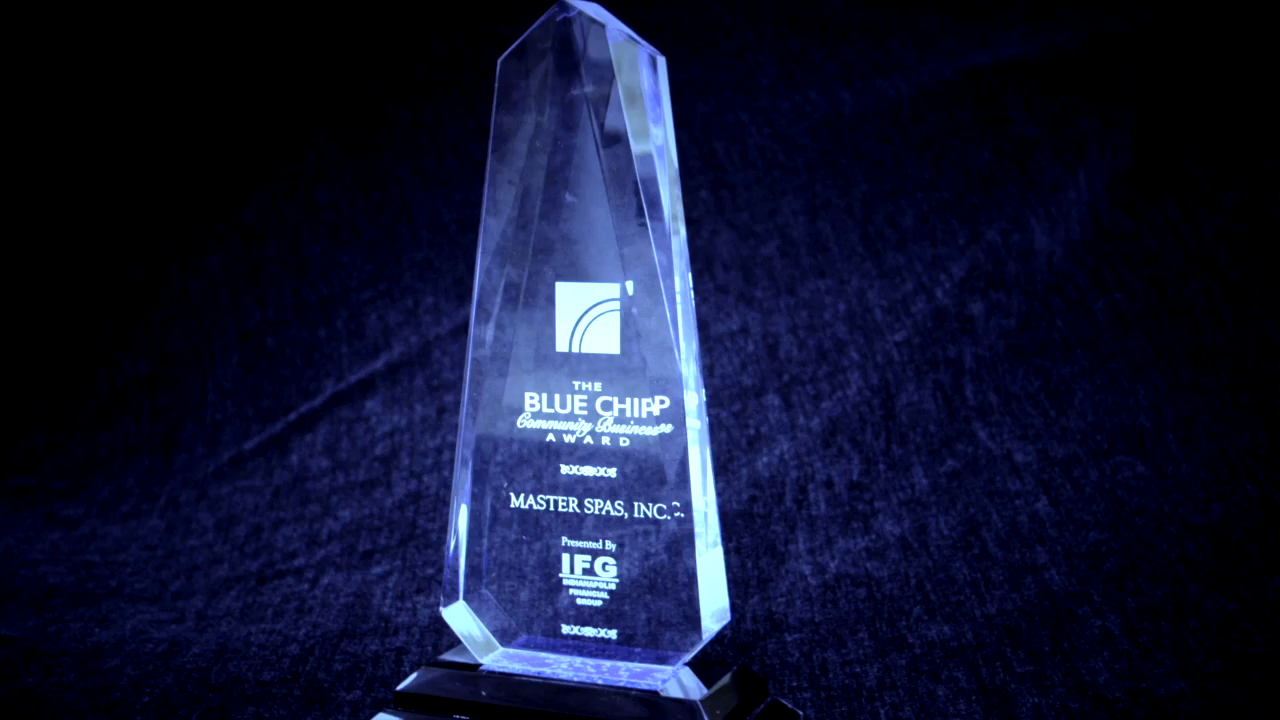 THE
BLUE CHIP
Community Business
AWARD
MASTER SPAS, INC.
Presented By
IFG
INDIANAPOLIS
FINANCIAL
GROUP